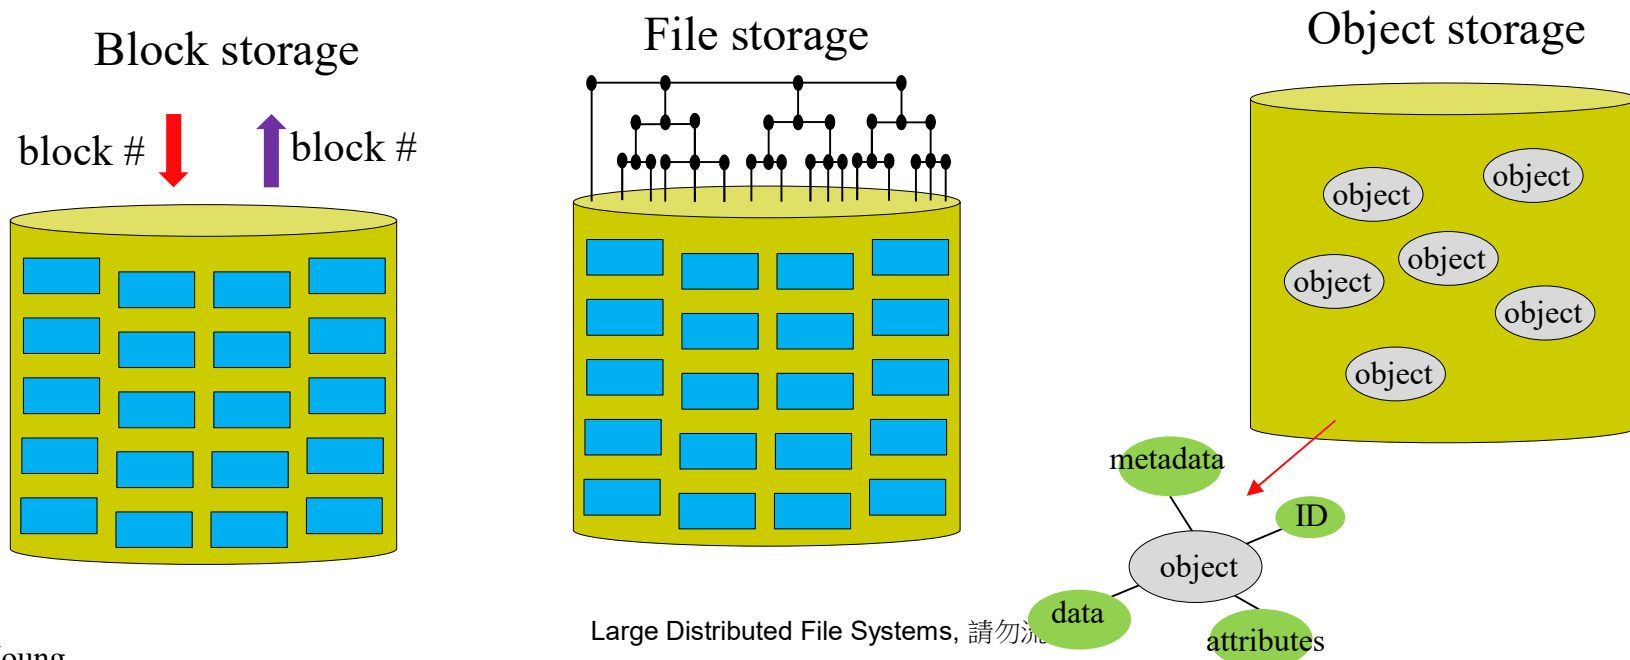 Block storage
block #
block #
File storage
Object storage
object
object
object
object
object
object
metadata
ID
object
data
attributes
Large Distributed File Systems, 請勿流